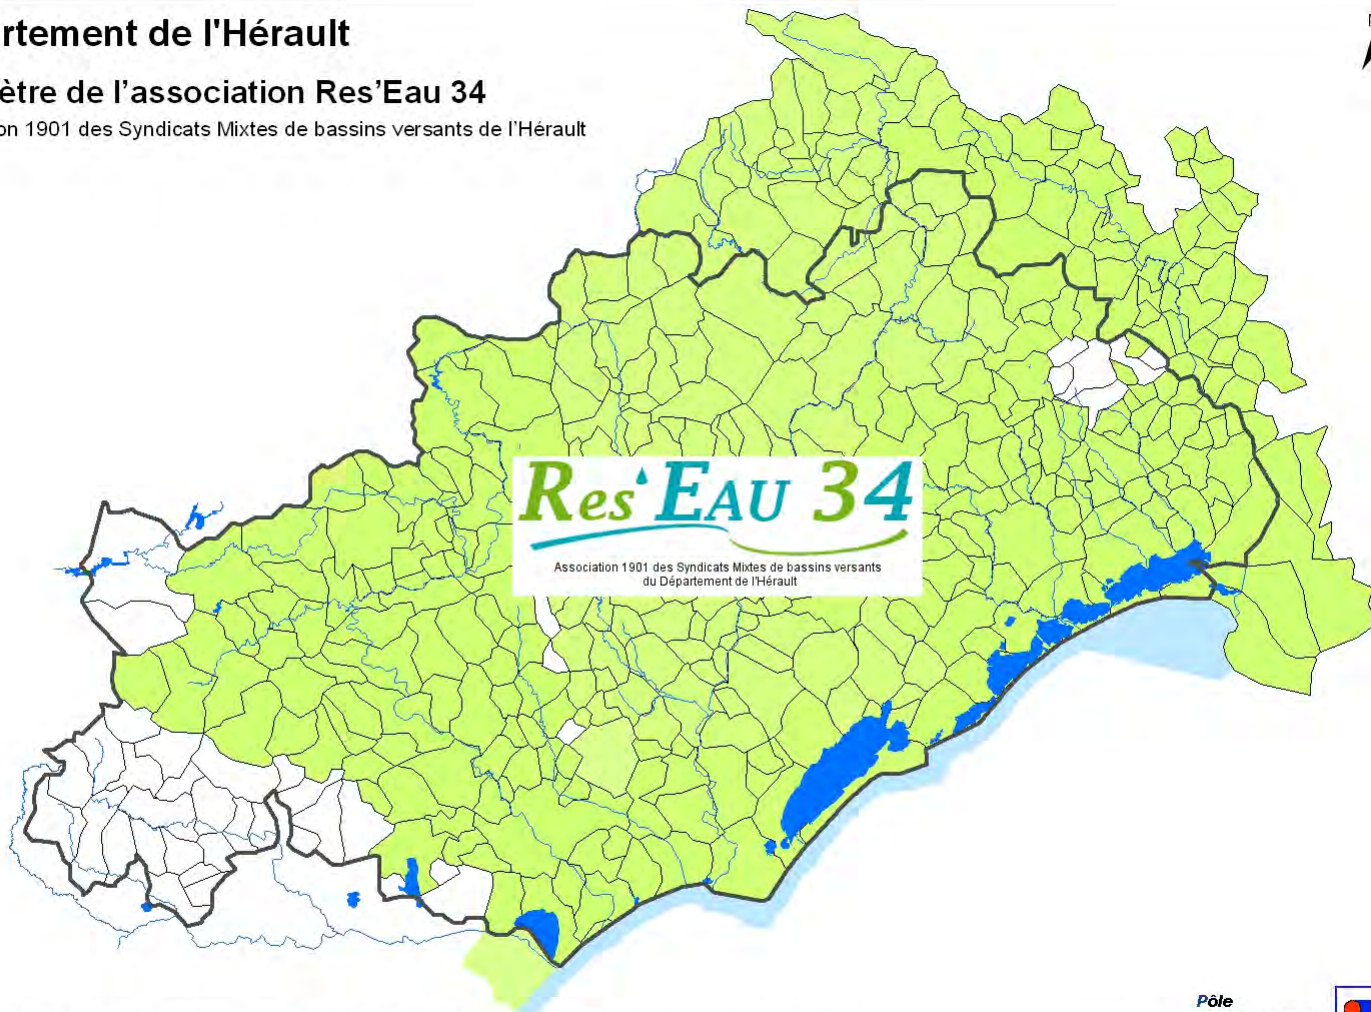 rtement de l'Hérault
ètre de l'association Res'Eau 34
on 1901 des Syndicats Mixtes de bassins versants de l'Hérault
Res'Eau 34
Association 1901 des Syndicats Mixtes de bassins versants
du Département de l'Hérault
Pôle